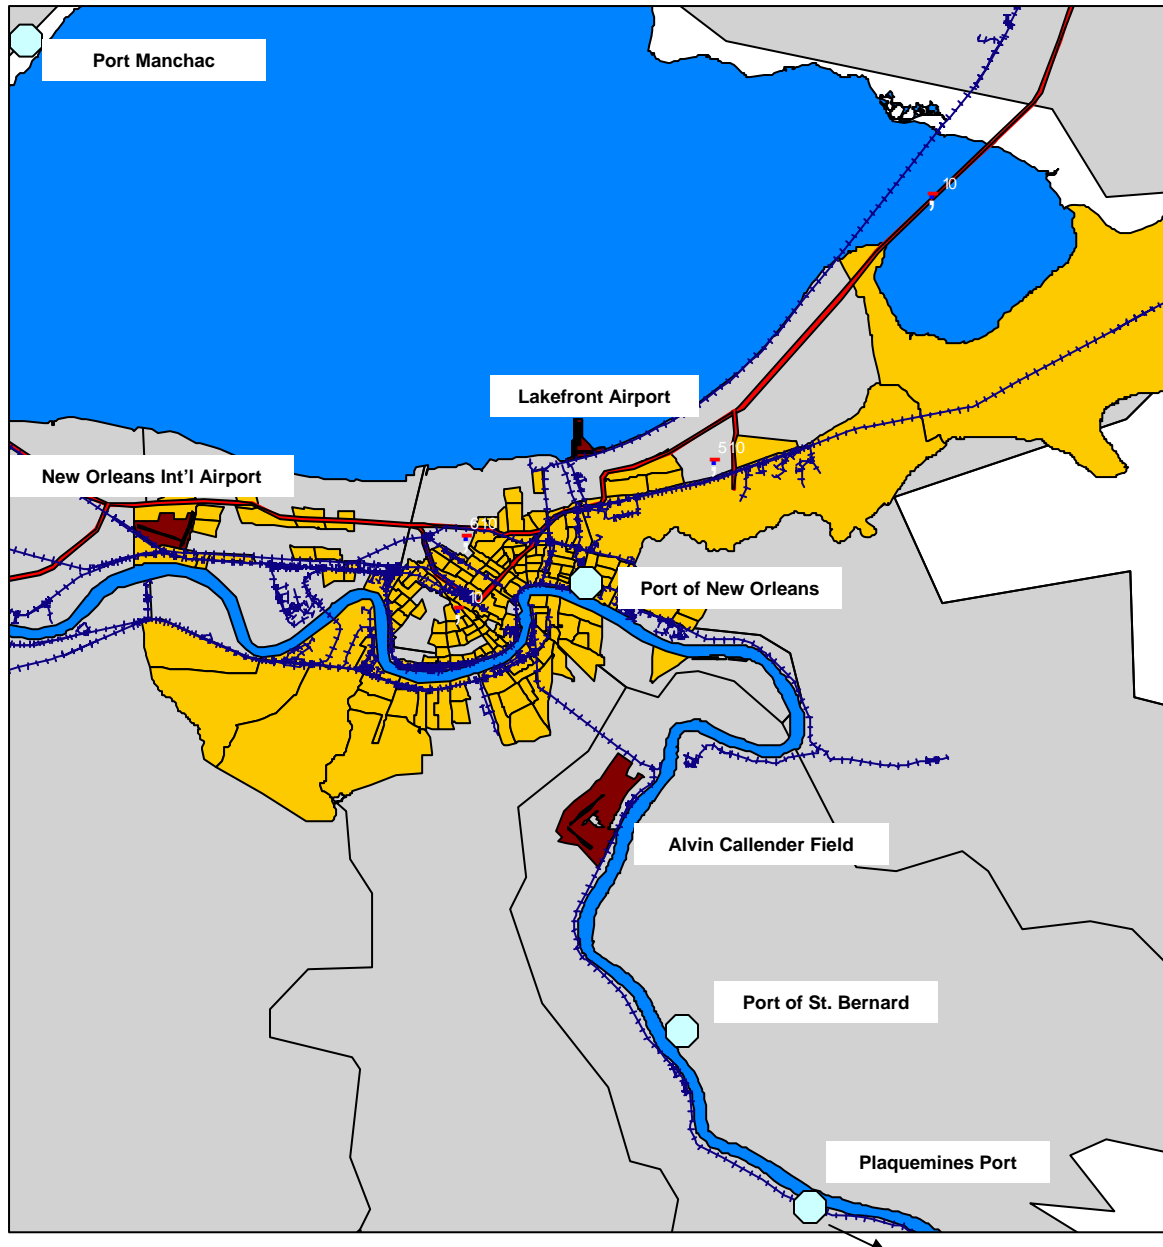 Port Manchac
10
Lakefront Airport
510
New Orleans Int'l Airport
610
Port of New Orleans
10
Alvin Callender Field
Port of St. Bernard
Plaquemines Port